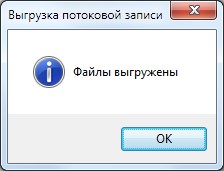 Выгрузка потоковой записи
Файлы выгружены
OK